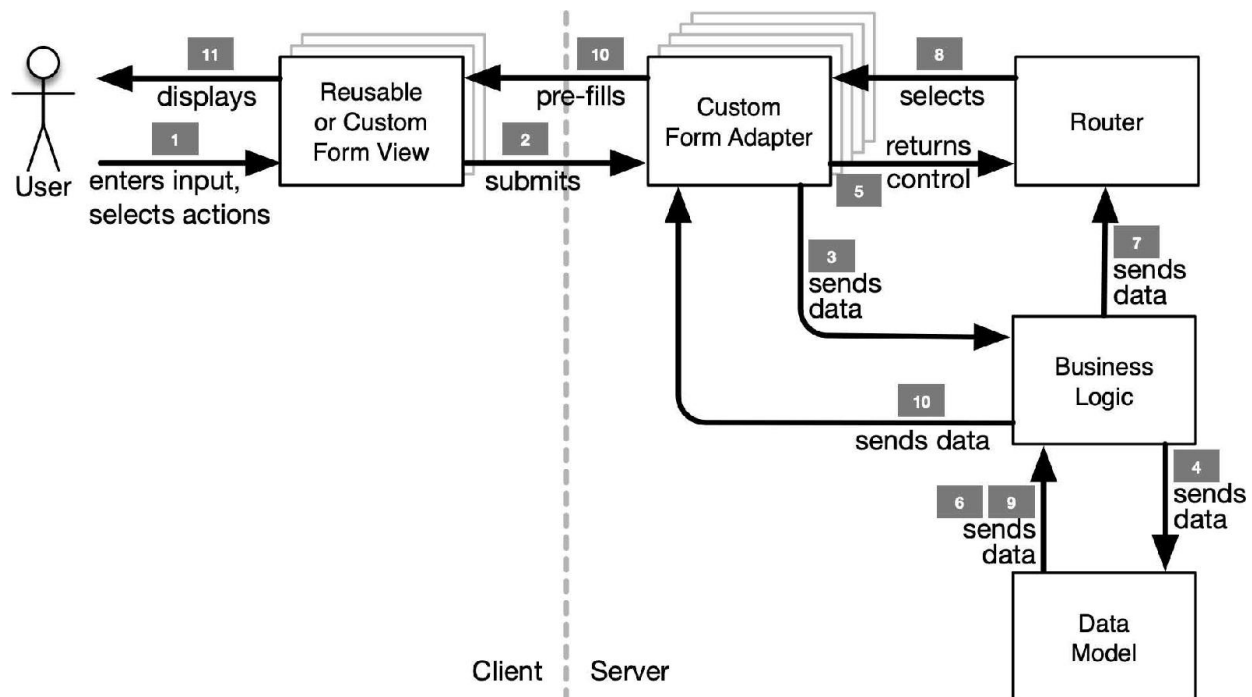 11
displays
1
enters input,
selects actions
User
Reusable
or Custom
Form View
10
pre-fills
2
submits
Custom
Form Adapter
8
selects
returns
control
5
Router
3
sends
data
7
sends
data
Business
Logic
10
sends data
6 9
sends
data
4
sends
data
Data
Model
Client
Server